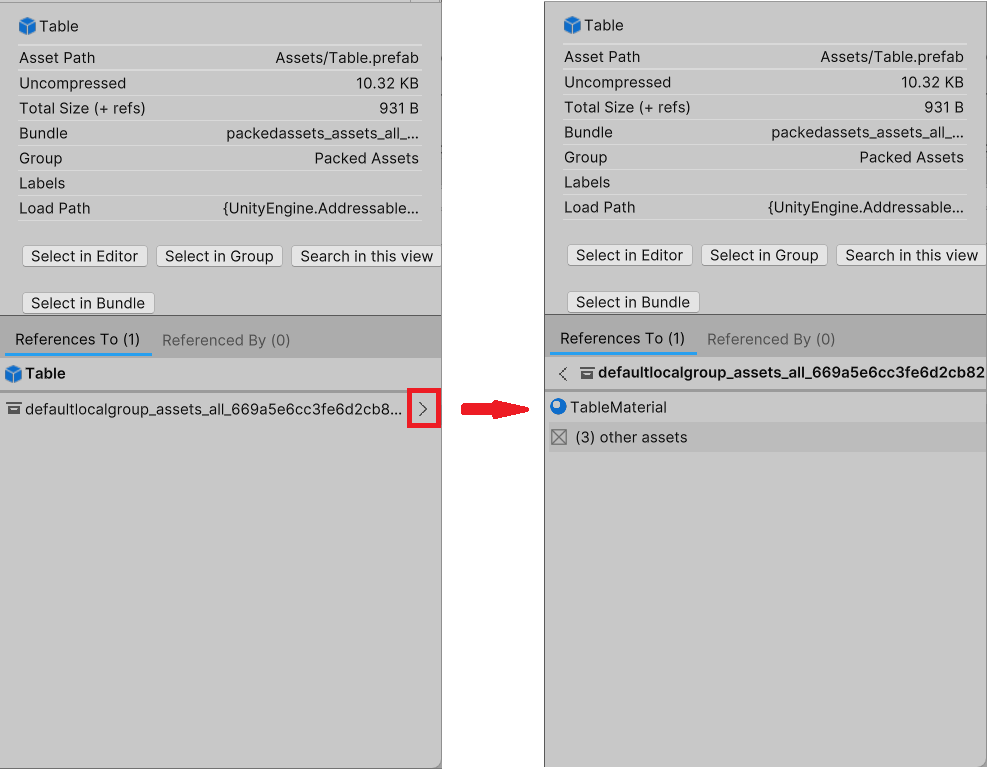 Table
Asset Path Assets/Table.prefab
Uncompressed 10.32 KB
Total Size (+ refs) 931 B
Bundle packedassets_assets_all_...
Group Packed Assets
Labels
Load Path {UnityEngine.Addressable...
Select in Editor Select in Group Search in this view
Select in Bundle
References To (1) Referenced By (0)
Table
defaultlocalgroup_assets_all_669a5e6cc3fe6d2cb8...
Table
Asset Path Assets/Table.prefab
Uncompressed 10.32 KB
Total Size (+ refs) 931 B
Bundle packedassets_assets_all_...
Group Packed Assets
Labels
Load Path {UnityEngine.Addressable...
Select in Editor Select in Group Search in this view
Select in Bundle
References To (1) Referenced By (0)
defaultlocalgroup_assets_all_669a5e6cc3fe6d2cb82
TableMaterial
(3) other assets